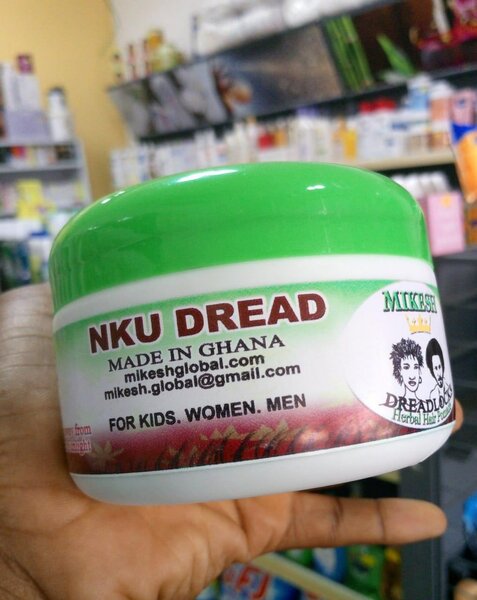 NKU DREAD
MADE IN GHANA
mikeshglobal.com
mikesh.global@gmail.com
FOR KIDS. WOMEN. MEN
from
MIKESH
DREADLOCKS
Herbal Hair